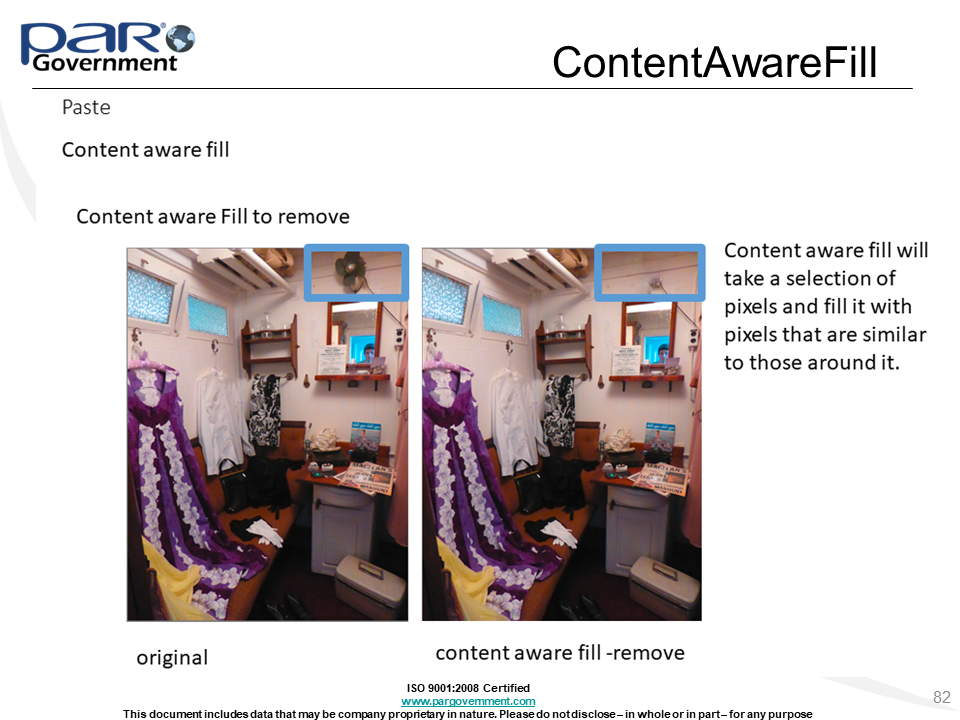 PAR®
Government
ContentAwareFill
Paste
Content aware fill
Content aware Fill to remove
Content aware fill will
take a selection of
pixels and fill it with
pixels that are similar
to those around it.
original
content aware fill -remove
ISO 9001:2008 Certified
www.pargovernment.com
This document includes data that may be company proprietary in nature. Please do not disclose – in whole or in part – for any purpose
82